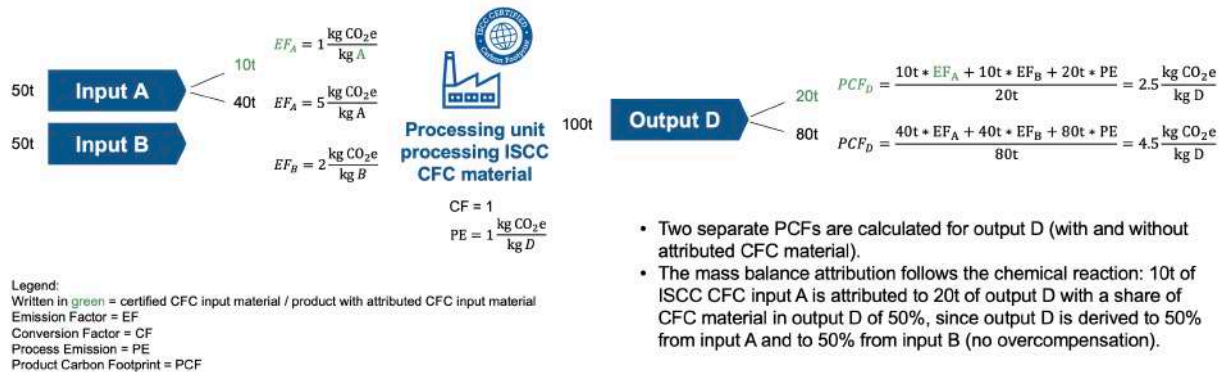 50t
Input A
50t
Input B
10t
40t
EF_A = 1 kg CO₂e / kg A
EF_A = 5 kg CO₂e / kg A
EF_B = 2 kg CO₂e / kg B
ISCC CERTIFIED
Carbon Footprint
Processing unit
processing ISCC
CFC material
CF = 1
PE = 1 kg CO₂e / kg D
100t
Output D
20t
80t
PCF_D = (10t * EF_A + 10t * EF_B + 20t * PE) / 20t = 2.5 kg CO₂e / kg D
PCF_D = (40t * EF_A + 40t * EF_B + 80t * PE) / 80t = 4.5 kg CO₂e / kg D
• Two separate PCFs are calculated for output D (with and without
attributed CFC material).
• The mass balance attribution follows the chemical reaction: 10t of
ISCC CFC input A is attributed to 20t of output D with a share of
CFC material in output D of 50%, since output D is derived to 50%
from input A and to 50% from input B (no overcompensation).
Legend:
Written in green = certified CFC input material / product with attributed CFC input material
Emission Factor = EF
Conversion Factor = CF
Process Emission = PE
Product Carbon Footprint = PCF